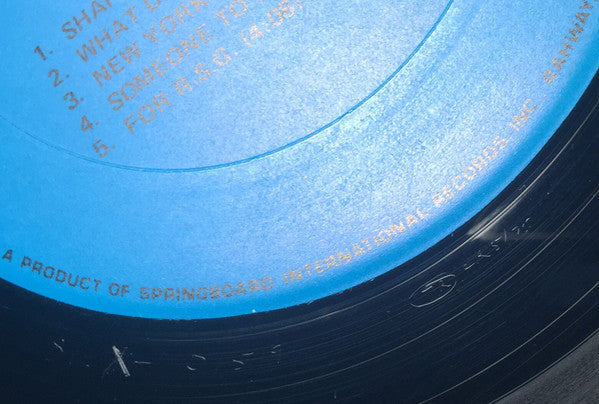 1. SHA
2. WHAT
3. NEW YORK
4. SOMEONE TO
5. FOR R.S.G. (4:08)
A PRODUCT OF SPRINGBOARD INTERNATIONAL RECORDS INC. RAHWAY